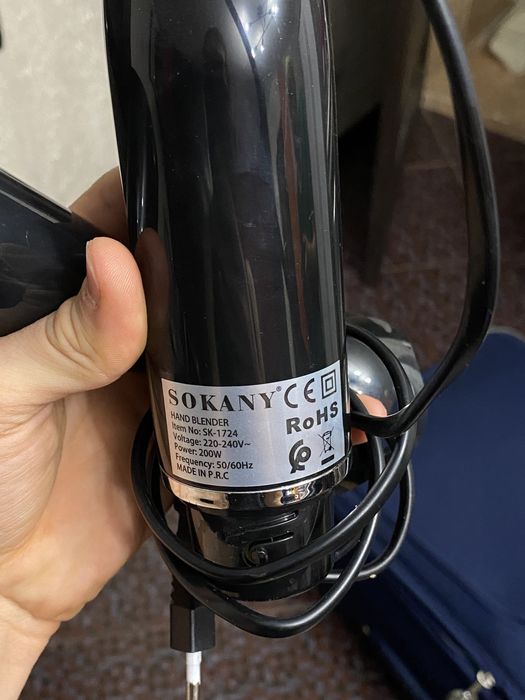 SOKANY® CE
HAND BLENDER
RoHS
Item No: SK-1724
Voltage: 220-240V~
Power: 200W
Frequency: 50/60Hz
MADE IN P.R.C